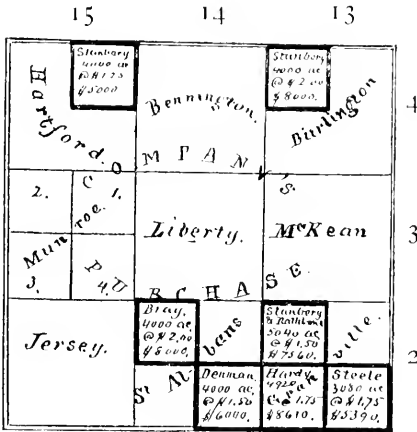 15 14 13
Stanbery
4000 ac
@ $1.25
$5000
Stanbery
4000 ac
@ $2.00
$8000.
Hartford.
Bennington.
Burlington
4
COMPANY'S
2. 1.
Munroe.
3. 4.
Liberty.
McKean
3
PURCHASE.
Jersey.
Bray.
4000 ac.
@ $2.00
$8000.
St Albans
Stanbery
& Rathbone
5040 ac
@ $1.50
$7560.
ville.
2
Denman
4000 ac.
@ $1.50
$6000.
Hardy
4920
1.75
$8610.
Steele
3080 ac
@ $1.75
$5390.